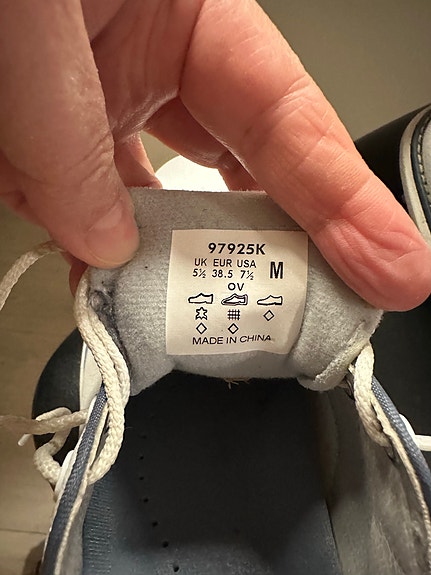 97925K
UK EUR USA
5½ 38.5 7½ M
OV
MADE IN CHINA